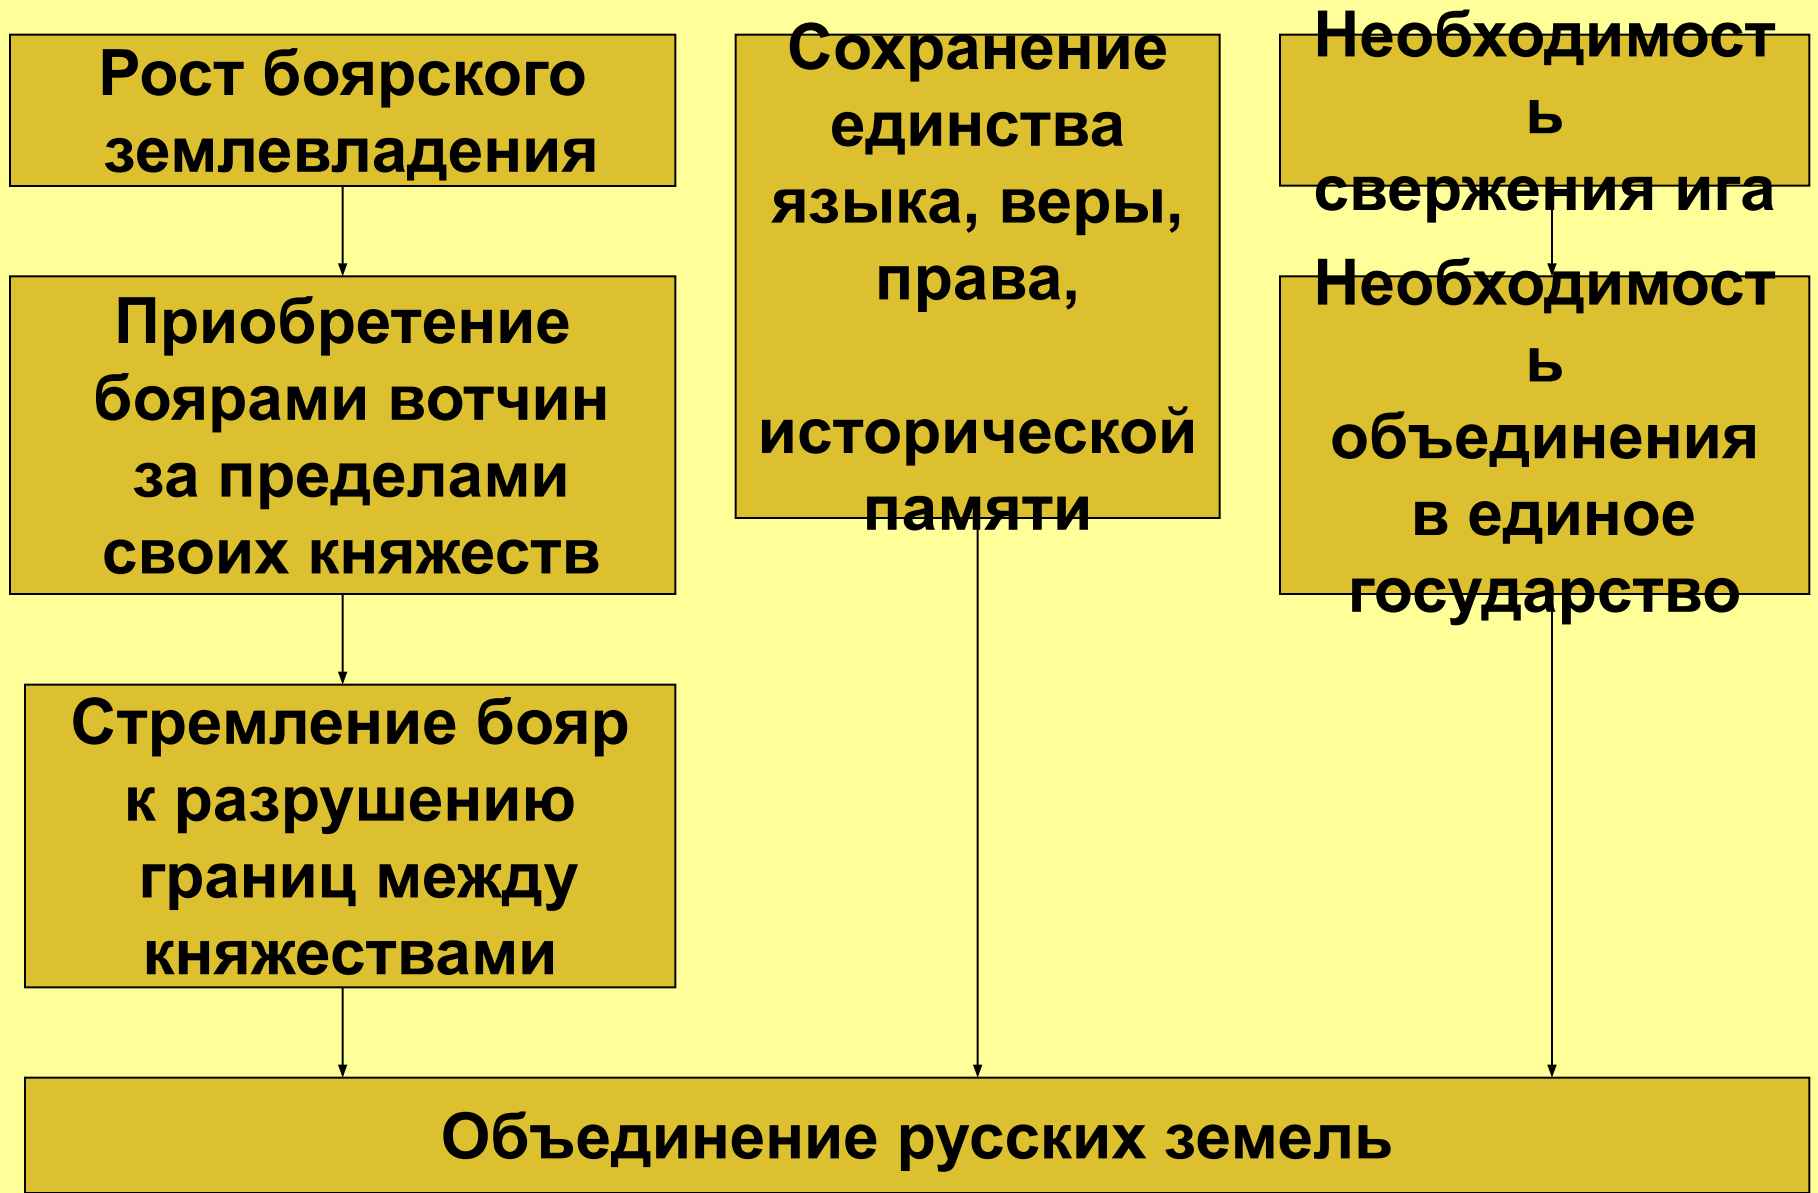 Рост боярского
землевладения
Приобретение
боярами вотчин
за пределами
своих княжеств
Стремление бояр
к разрушению
границ между
княжествами
Сохранение
единства
языка, веры,
права,
исторической
памяти
Необходимост
ь
свержения ига
Необходимост
ь
объединения
в единое
государство
Объединение русских земель